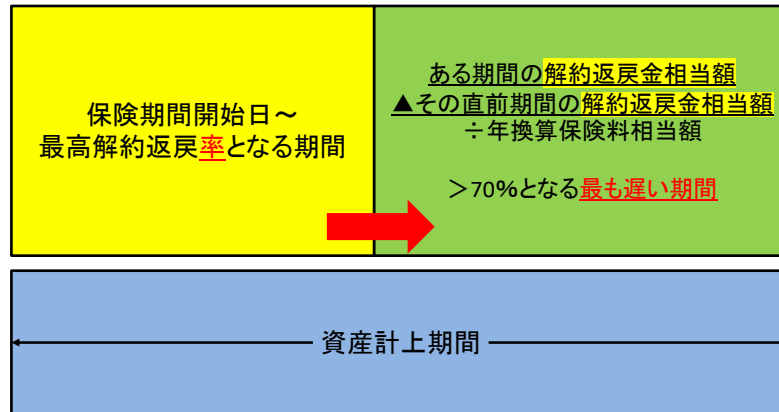 保険期間開始日~
最高解約返戻率となる期間
ある期間の解約返戻金相当額
▲その直前期間の解約返戻金相当額
÷年換算保険料相当額
>70%となる最も遅い期間
資産計上期間